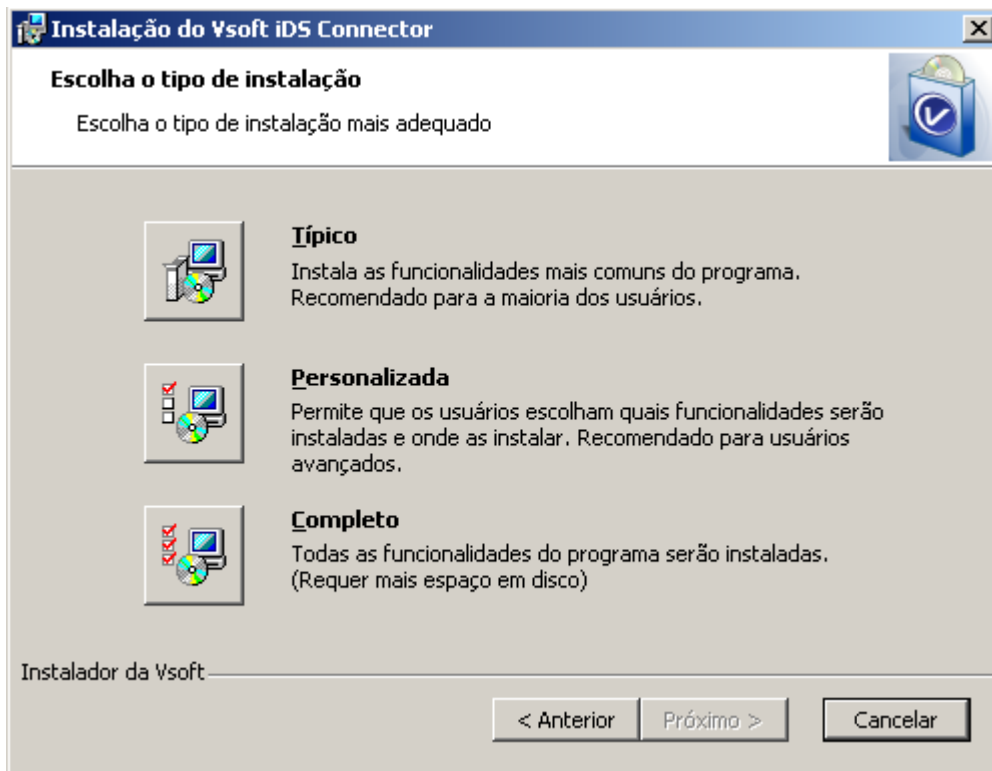 Instalação do Vsoft iDS Connector
Escolha o tipo de instalação
Escolha o tipo de instalação mais adequado
Típico
Instala as funcionalidades mais comuns do programa.
Recomendado para a maioria dos usuários.
Personalizada
Permite que os usuários escolham quais funcionalidades serão
instaladas e onde as instalar. Recomendado para usuários
avançados.
Completo
Todas as funcionalidades do programa serão instaladas.
(Requer mais espaço em disco)
Instalador da Vsoft
< Anterior
Próximo >
Cancelar